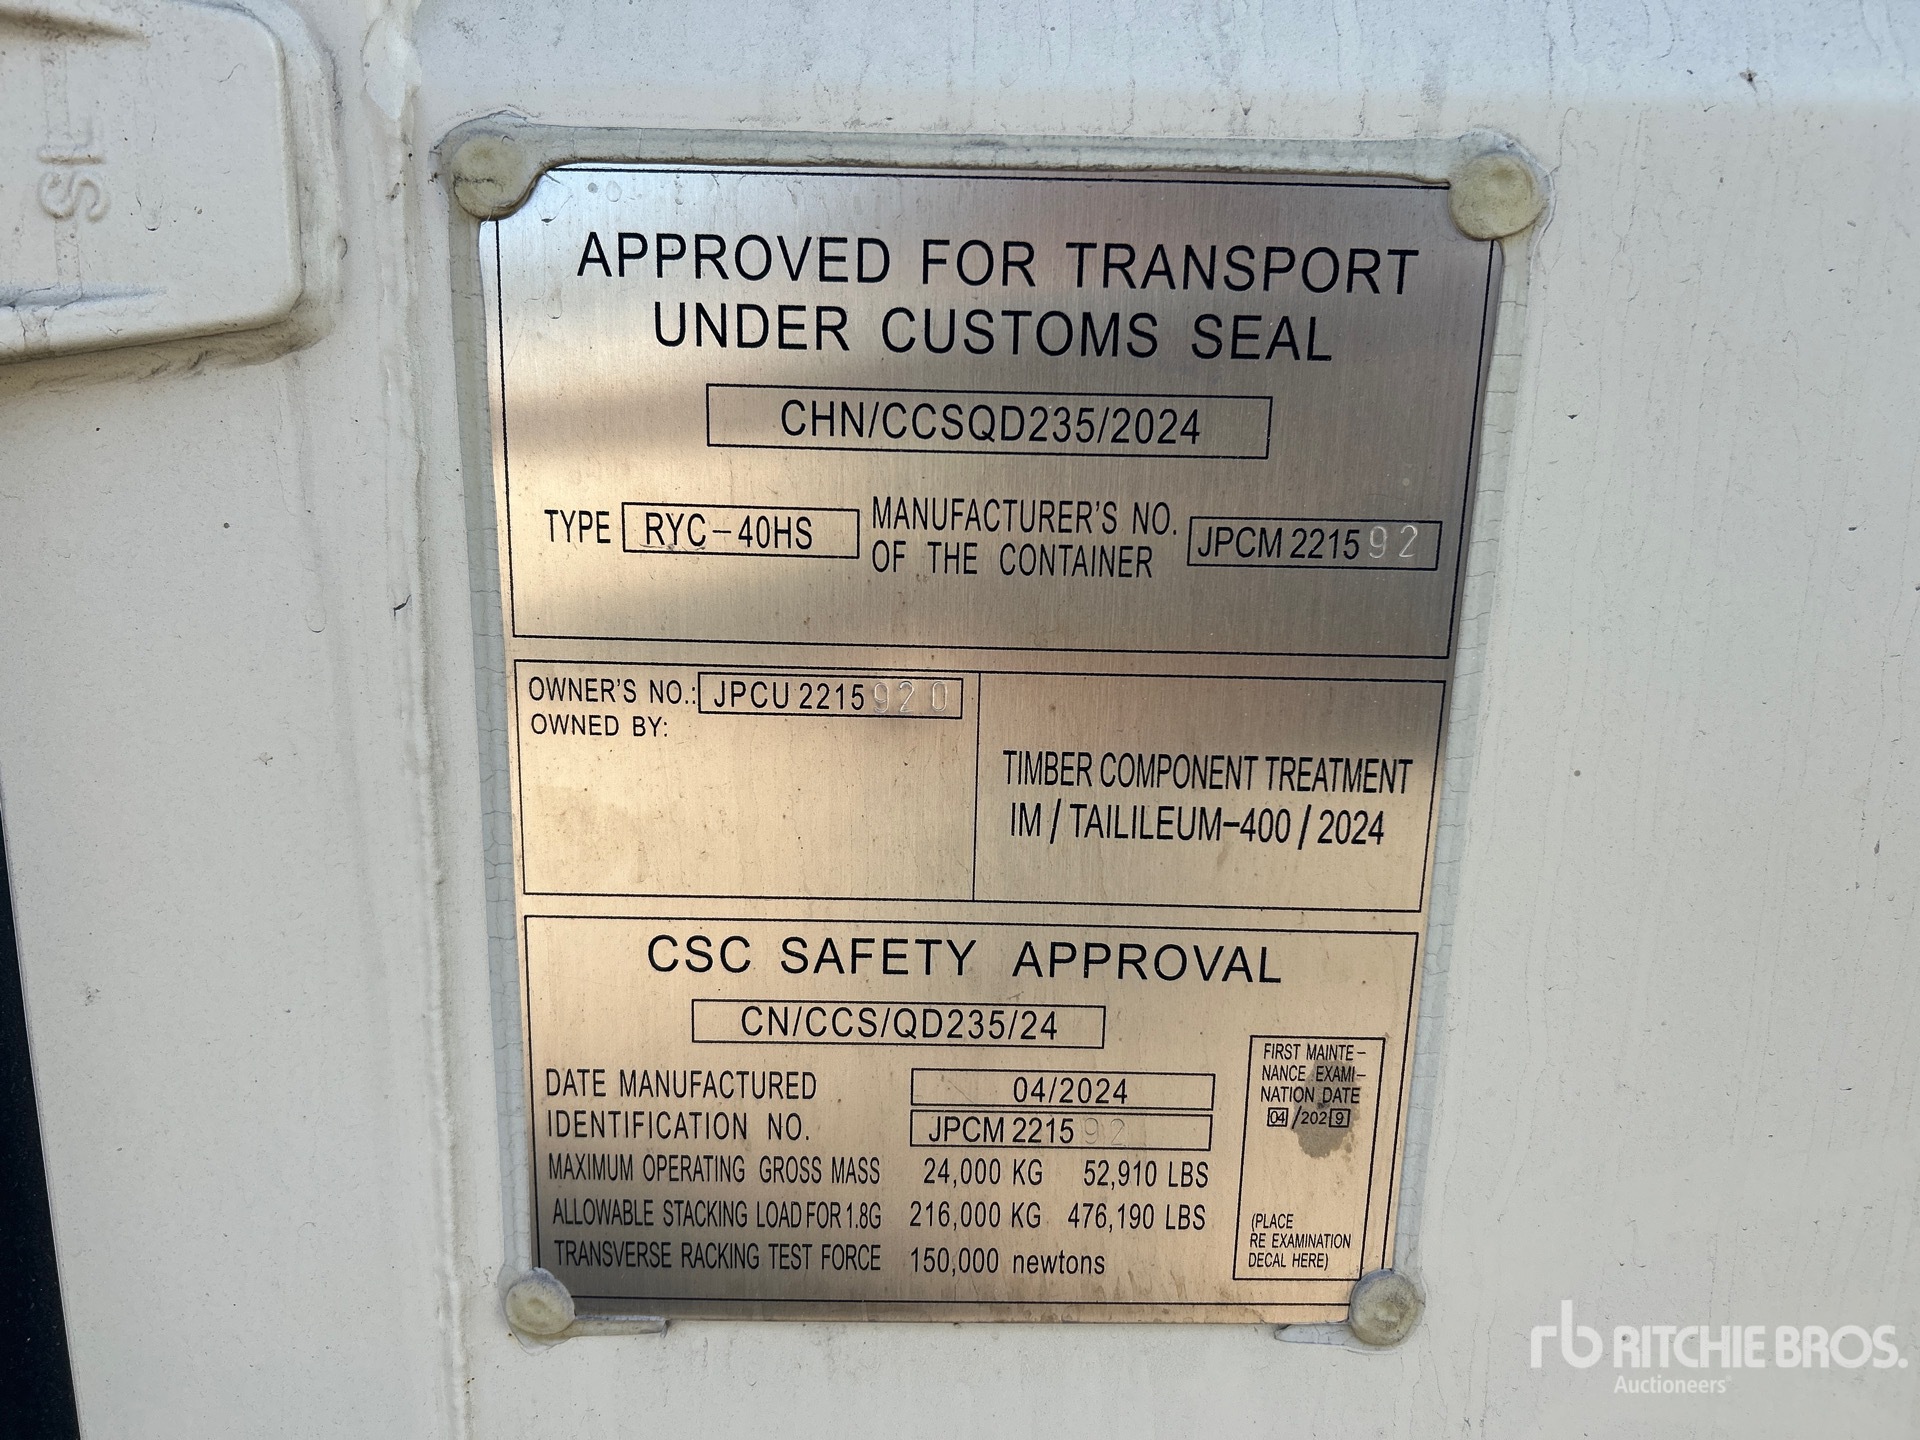 SIL
APPROVED FOR TRANSPORT
UNDER CUSTOMS SEAL
CHN/CCSQD235/2024
TYPE RYC-40HS MANUFACTURER'S NO. OF THE CONTAINER JPCM 221592
OWNER'S NO.: JPCU 2215920
OWNED BY:
TIMBER COMPONENT TREATMENT
IM / TAILILEUM-400 / 2024
CSC SAFETY APPROVAL
CN/CCS/QD235/24
DATE MANUFACTURED 04/2024
IDENTIFICATION NO. JPCM 221592
MAXIMUM OPERATING GROSS MASS 24,000 KG 52,910 LBS
ALLOWABLE STACKING LOAD FOR 1.8G 216,000 KG 476,190 LBS
TRANSVERSE RACKING TEST FORCE 150,000 newtons
FIRST MAINTE-
NANCE EXAMI-
NATION DATE
04/2029
(PLACE
RE EXAMINATION
DECAL HERE)
rb RITCHIE BROS.
Auctioneers